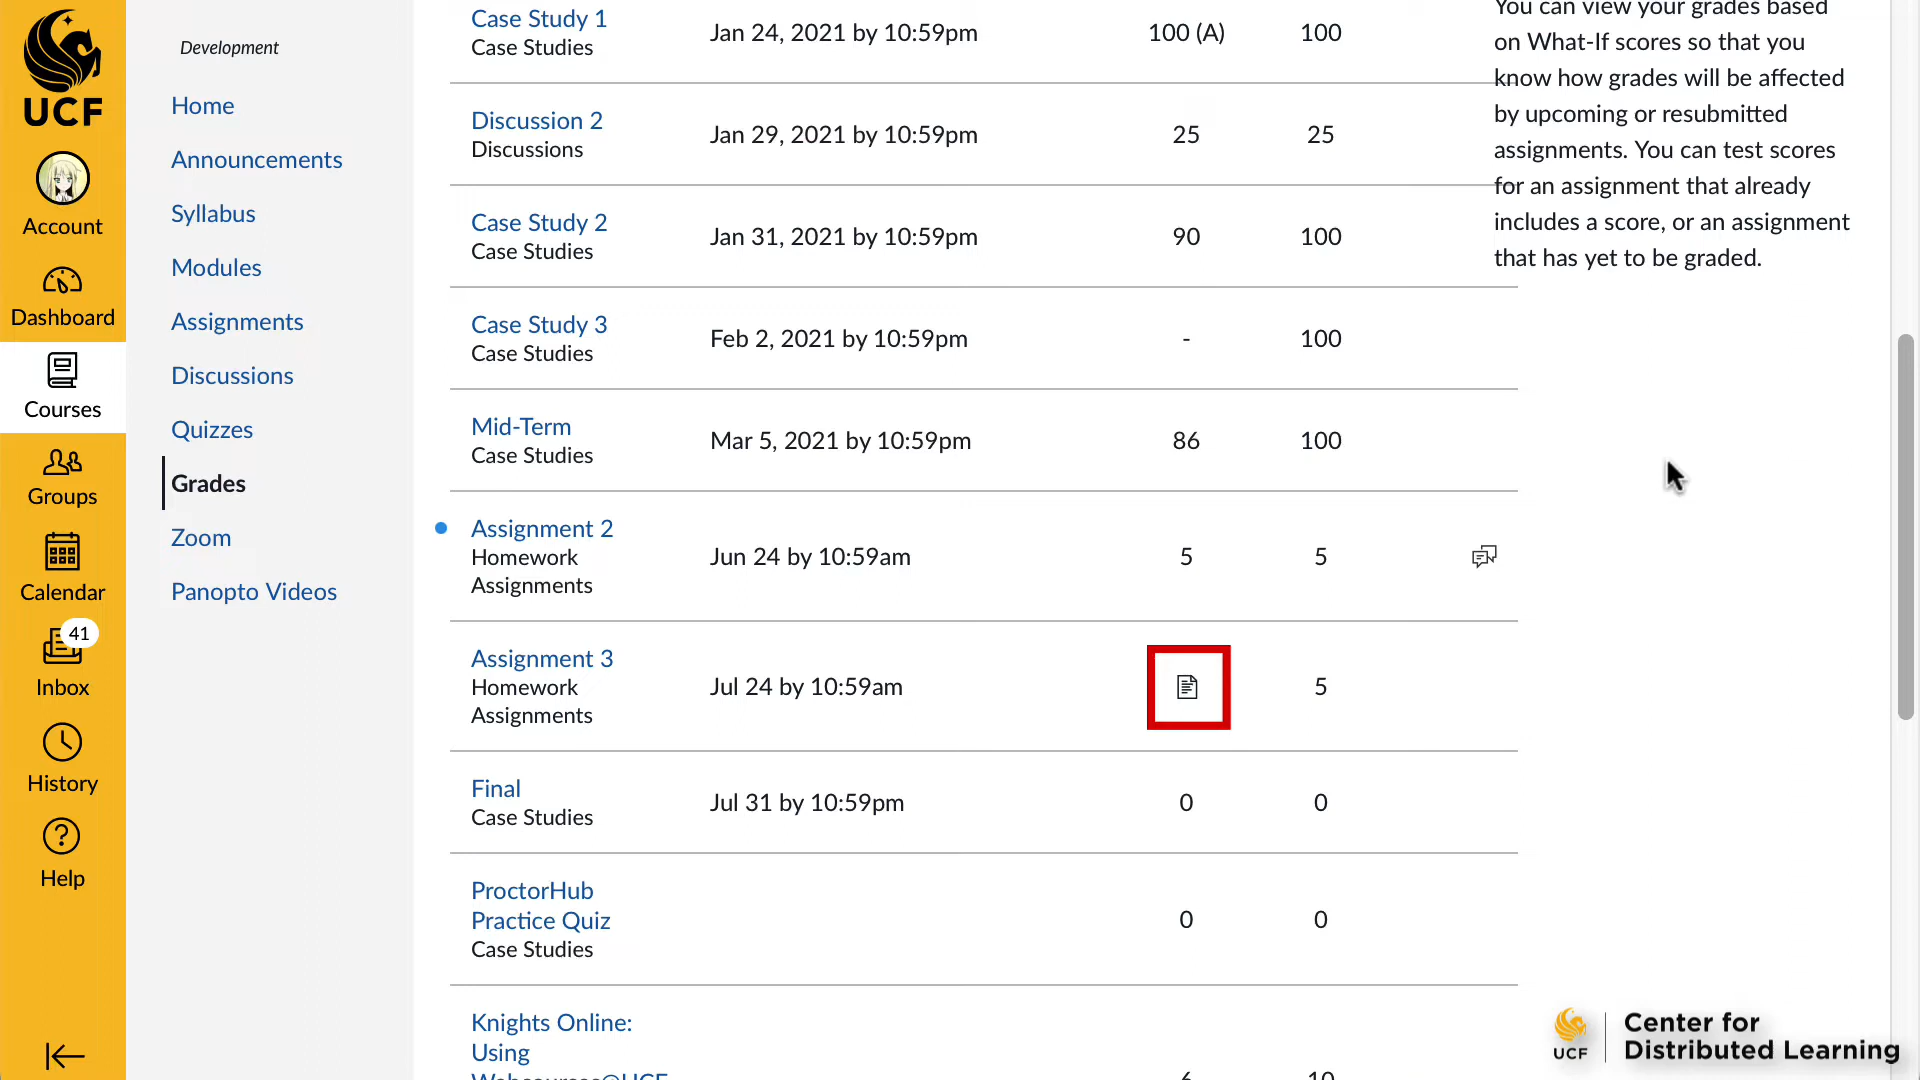 UCF
Account
Dashboard
Courses
Groups
Calendar
41
Inbox
History
Help
Development
Home
Announcements
Syllabus
Modules
Assignments
Discussions
Quizzes
Grades
Zoom
Panopto Videos
Case Study 1
Case Studies
Jan 24, 2021 by 10:59pm
100 (A)
100
Discussion 2
Discussions
Jan 29, 2021 by 10:59pm
25
25
Case Study 2
Case Studies
Jan 31, 2021 by 10:59pm
90
100
Case Study 3
Case Studies
Feb 2, 2021 by 10:59pm
-
100
Mid-Term
Case Studies
Mar 5, 2021 by 10:59pm
86
100
Assignment 2
Homework
Assignments
Jun 24 by 10:59am
5
5
Assignment 3
Homework
Assignments
Jul 24 by 10:59am
5
Final
Case Studies
Jul 31 by 10:59pm
0
0
ProctorHub
Practice Quiz
Case Studies
0
0
Knights Online:
Using
Webcourses@UCF
6
10
You can view your grades based
on What-If scores so that you
know how grades will be affected
by upcoming or resubmitted
assignments. You can test scores
for an assignment that already
includes a score, or an assignment
that has yet to be graded.
UCF
Center for
Distributed Learning